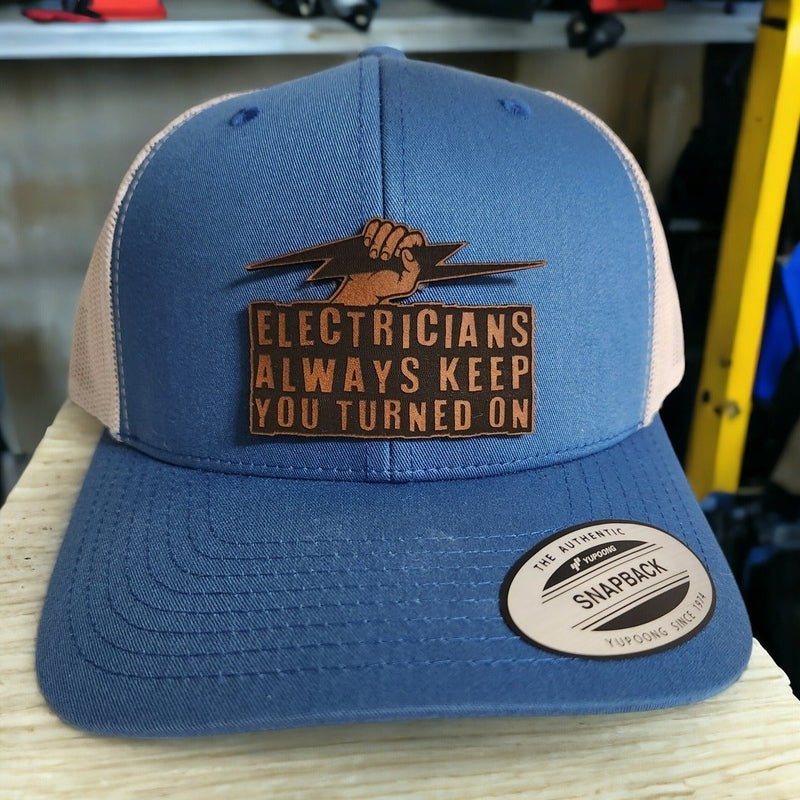 ELECTRICIANS
ALWAYS KEEP
YOU TURNED ON
THE AUTHENTIC
YUPOONG
SNAPBACK
YUPOONG SINCE 1974